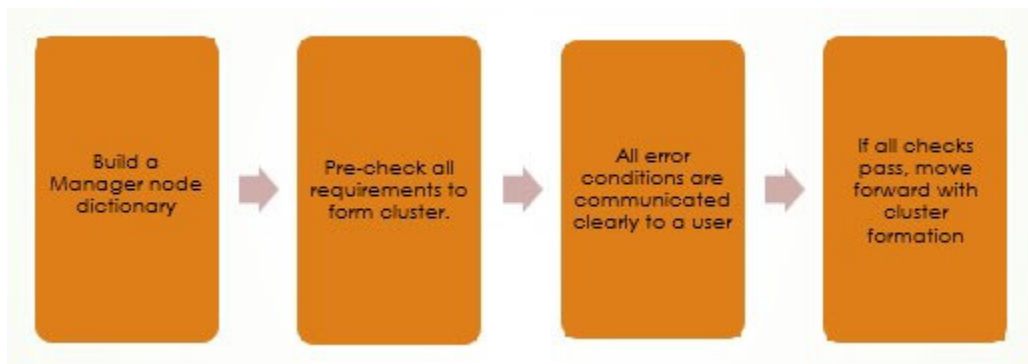 Build a
Manager node
dictionary
Pre-check all
requirements to
form cluster.
All error
conditions are
communicated
clearly to a user
If all checks
pass, move
forward with
cluster
formation